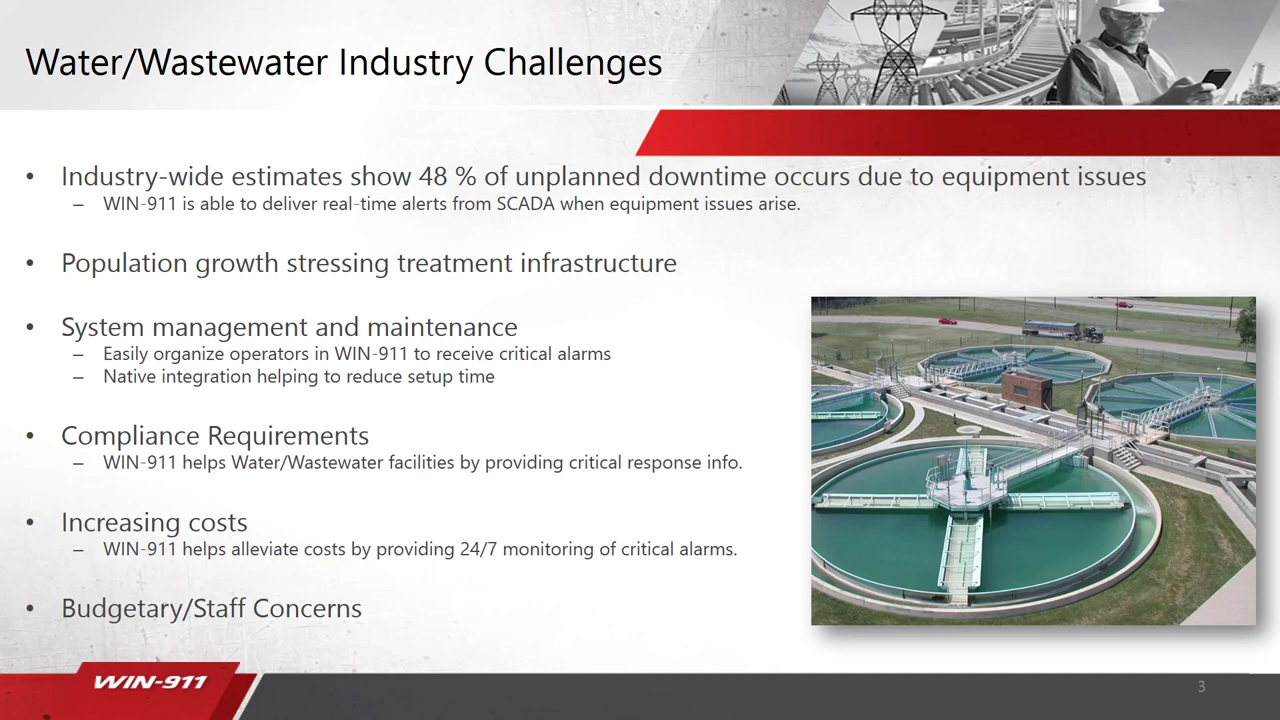 Water/Wastewater Industry Challenges
• Industry-wide estimates show 48 % of unplanned downtime occurs due to equipment issues
– WIN-911 is able to deliver real-time alerts from SCADA when equipment issues arise.
• Population growth stressing treatment infrastructure
• System management and maintenance
– Easily organize operators in WIN-911 to receive critical alarms
– Native integration helping to reduce setup time
• Compliance Requirements
– WIN-911 helps Water/Wastewater facilities by providing critical response info.
• Increasing costs
– WIN-911 helps alleviate costs by providing 24/7 monitoring of critical alarms.
• Budgetary/Staff Concerns
WIN-911
3